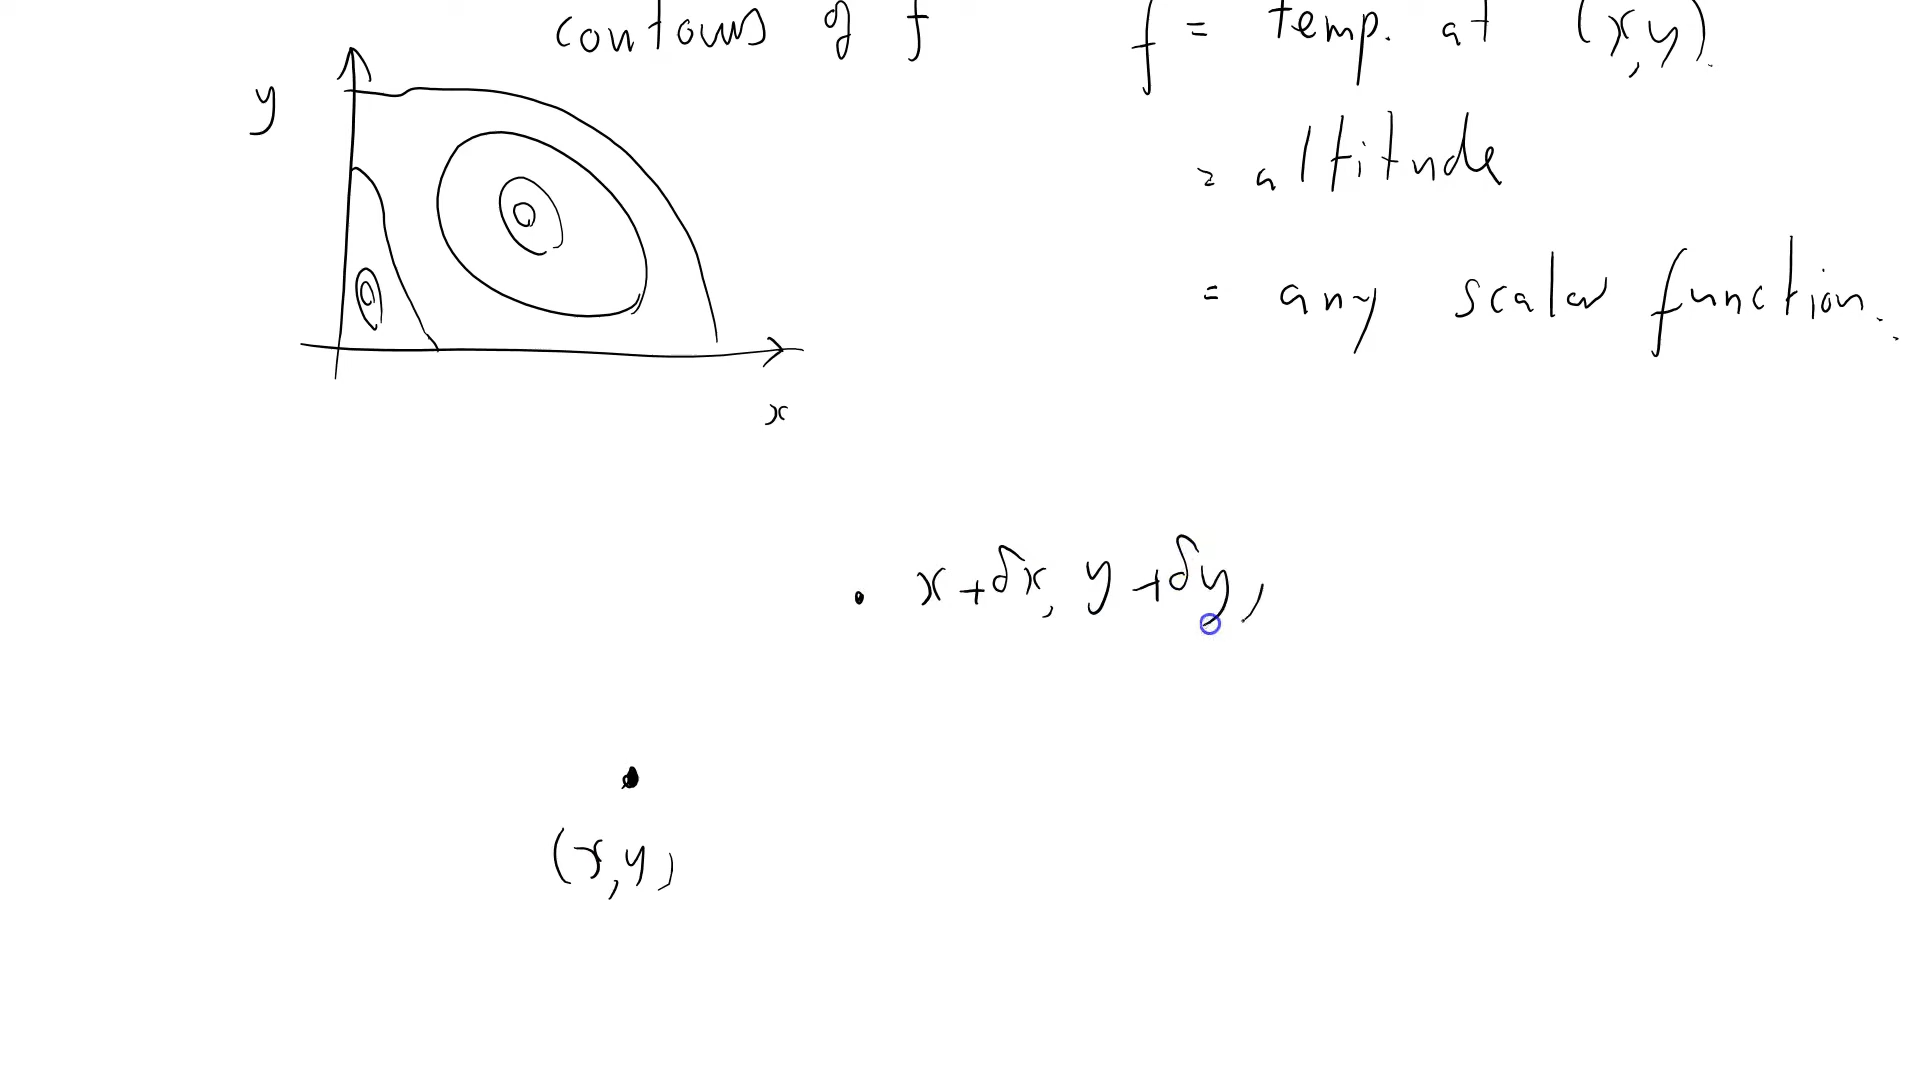 contours of f
f = temp. at (x,y).
y
= altitude
= any scalar function.
x
x+δx, y+δy)
(x,y)